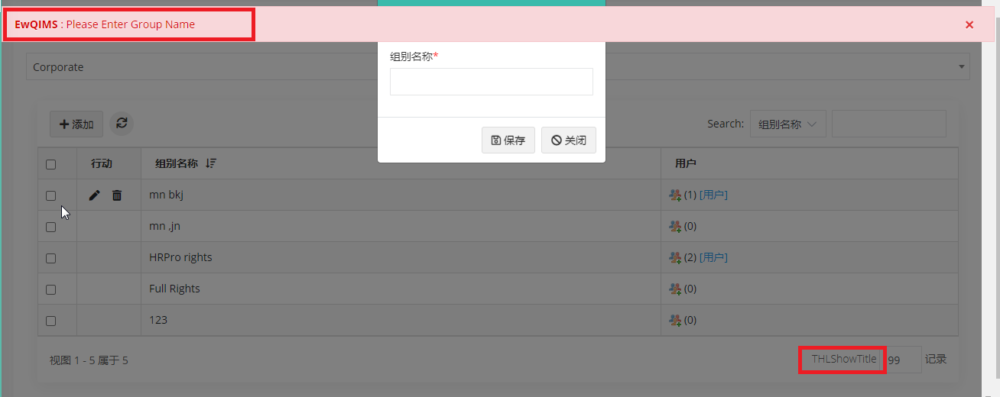 EwQIMS : Please Enter Group Name ×
组别名称*
Corporate
保存 关闭
添加 Search: 组别名称
行动 组别名称 用户
mn bkj (1) [用户]
mn ,jn (0)
HRPro rights (2) [用户]
Full Rights (0)
123 (0)
视图 1 - 5 属于 5 THLShowTitle 99 记录